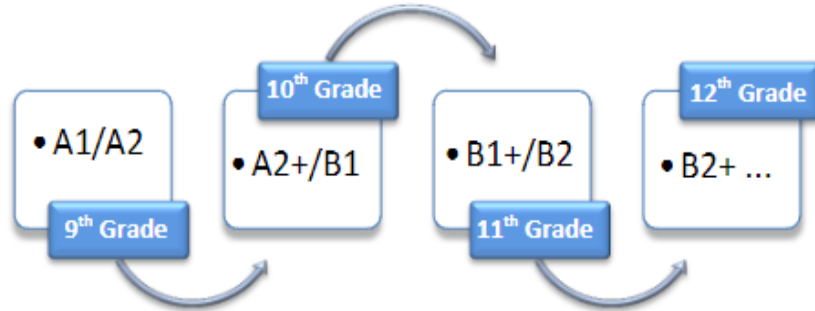 • A1/A2
9th Grade
10th Grade
• A2+/B1
• B1+/B2
11th Grade
12th Grade
• B2+ ...